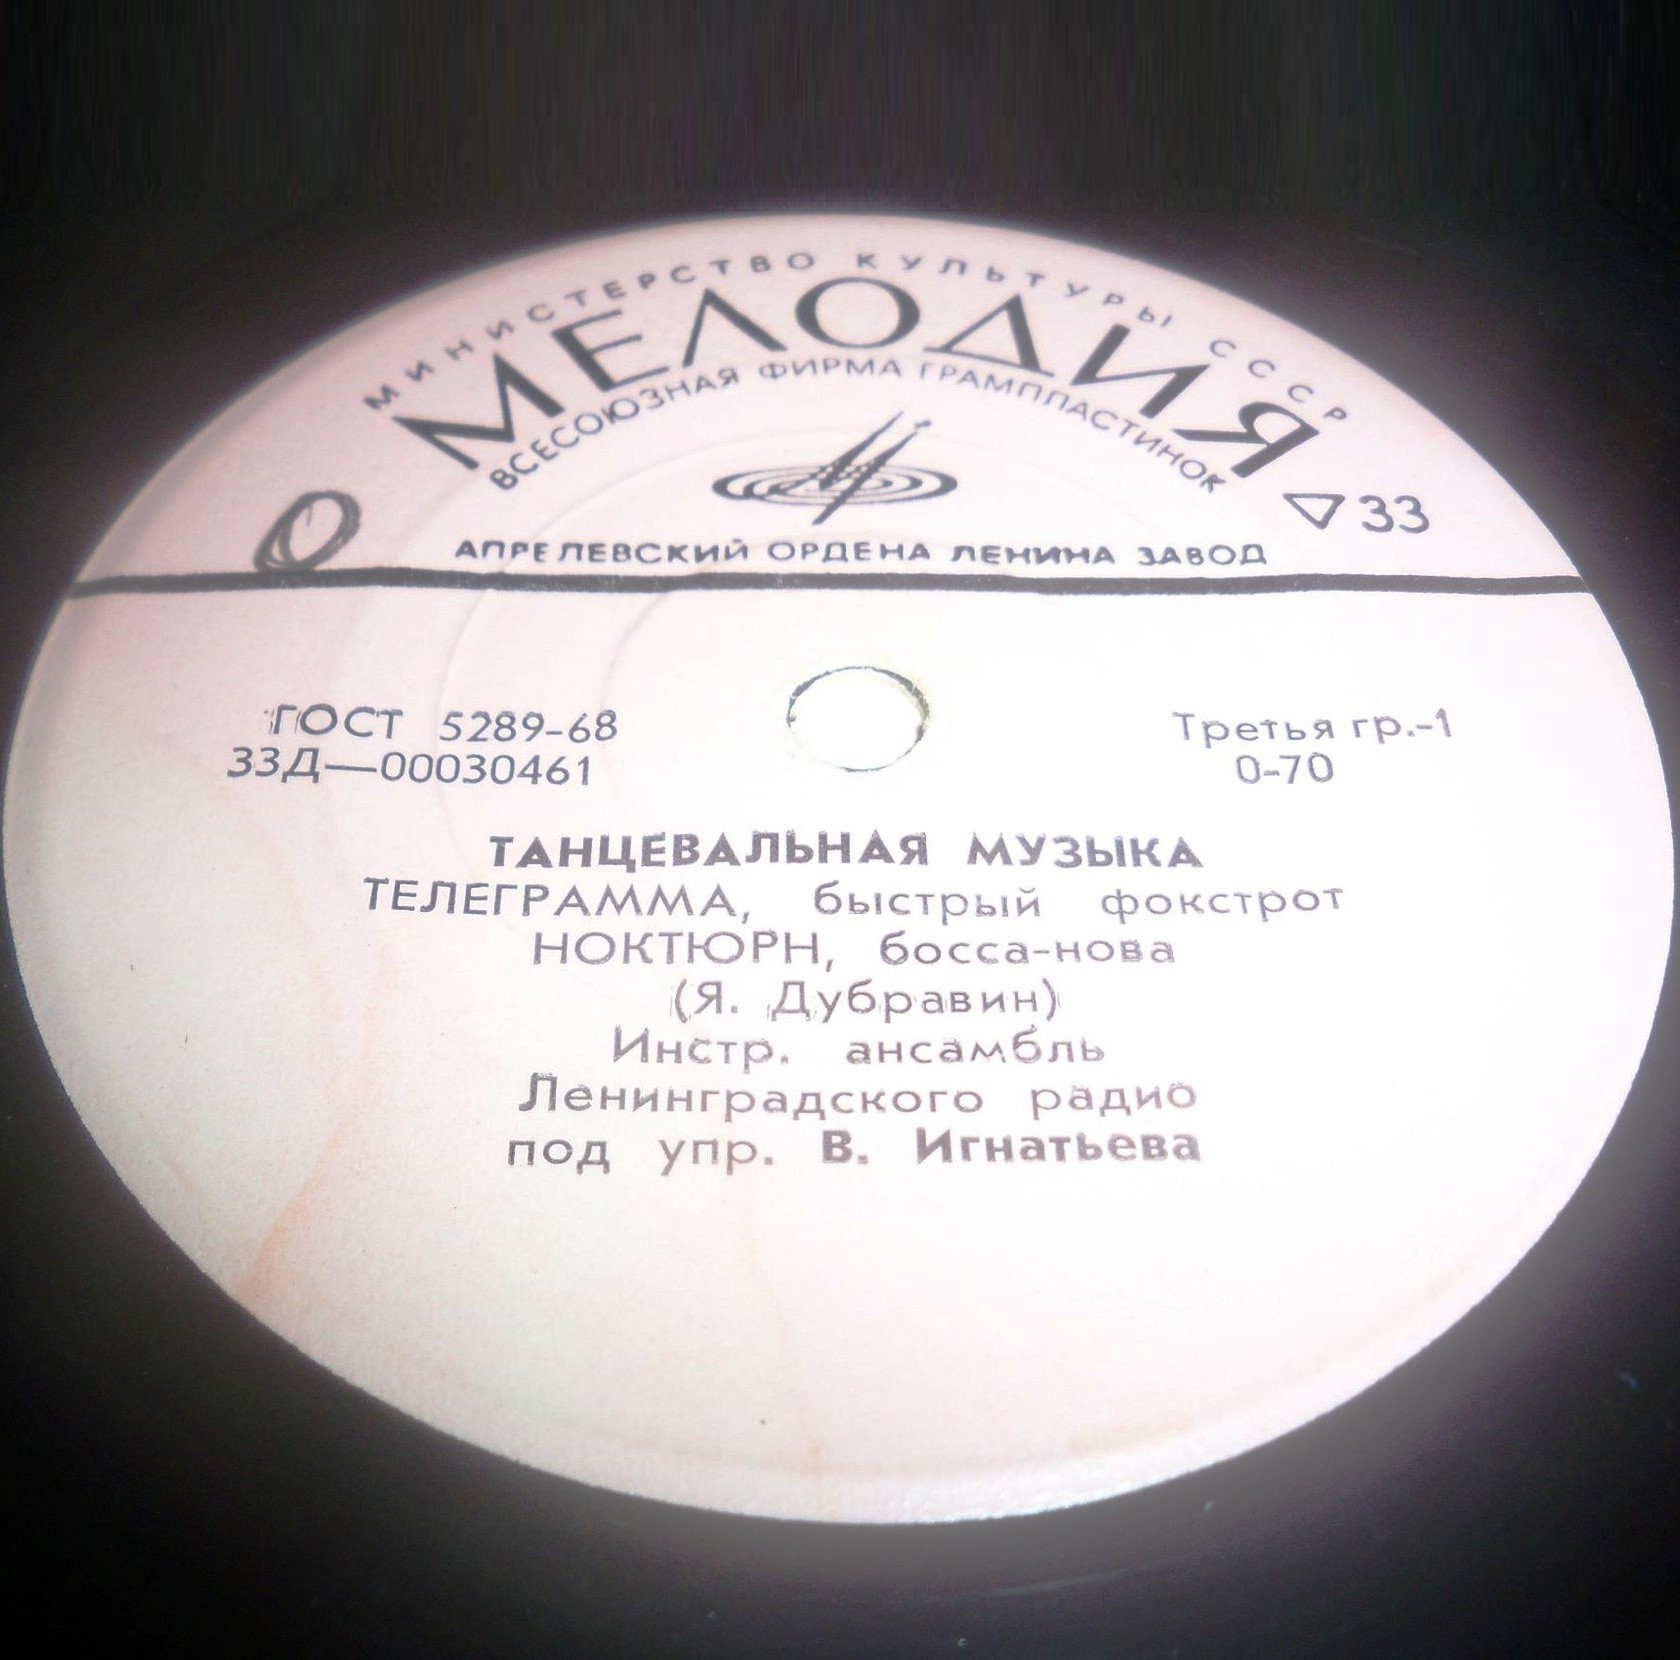 МИНИСТЕРСТВО КУЛЬТУРЫ СССР
МЕЛОДИЯ
ВСЕСОЮЗНАЯ ФИРМА ГРАМПЛАСТИНОК
▽33
АПРЕЛЕВСКИЙ ОРДЕНА ЛЕНИНА ЗАВОД
ГОСТ 5289-68
33Д—00030461
Третья гр.-1
0-70
ТАНЦЕВАЛЬНАЯ МУЗЫКА
ТЕЛЕГРАММА, быстрый фокстрот
НОКТЮРН, босса-нова
(Я. Дубравин)
Инстр. ансамбль
Ленинградского радио
под упр. В. Игнатьева